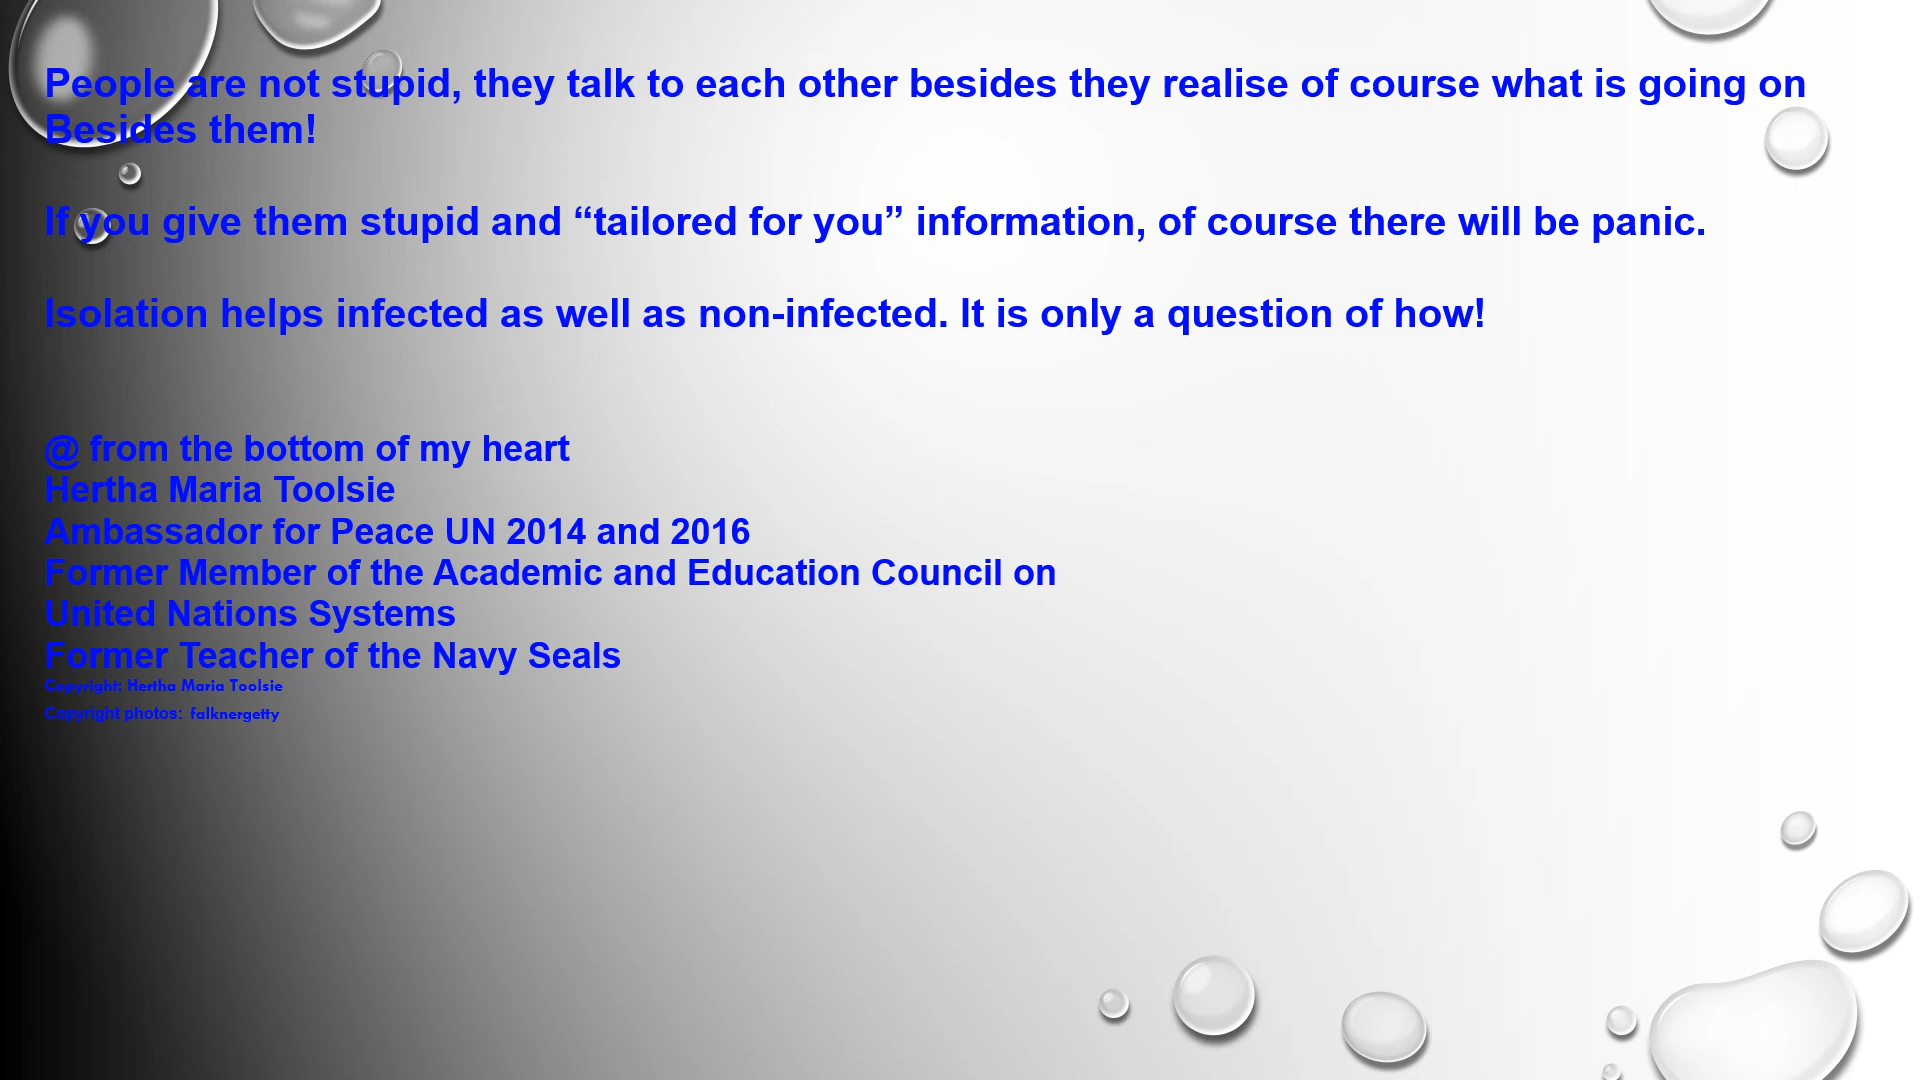 People are not stupid, they talk to each other besides they realise of course what is going on
Besides them!
If you give them stupid and “tailored for you” information, of course there will be panic.
Isolation helps infected as well as non-infected. It is only a question of how!
@ from the bottom of my heart
Hertha Maria Toolsie
Ambassador for Peace UN 2014 and 2016
Former Member of the Academic and Education Council on
United Nations Systems
Former Teacher of the Navy Seals
Copyright: Hertha Maria Toolsie
Copyright photos: falknergetty